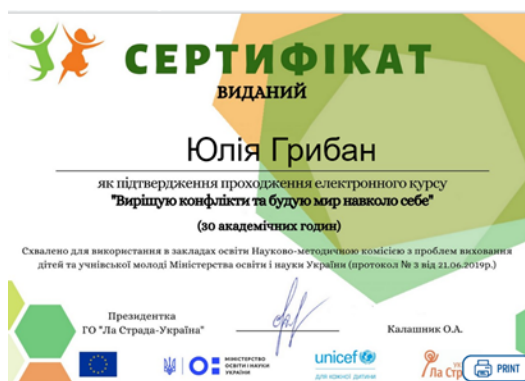 СЕРТИФІКАТ
ВИДАНИЙ
Юлія Грибан
як підтвердження проходження електронного курсу
"Вирішую конфлікти та будую мир навколо себе"
(30 академічних годин)
Схвалено для використання в закладах освіти Науково-методичною комісією з проблем виховання
дітей та учнівської молоді Міністерства освіти і науки України (протокол № 3 від 21.06.2019р.)
Президентка
ГО "Ла Страда-Україна"
Калашник О.А.
МІНІСТЕРСТВО
ОСВІТИ І НАУКИ
УКРАЇНИ
unicef
для кожної дитини
Ла Стр
PRINT